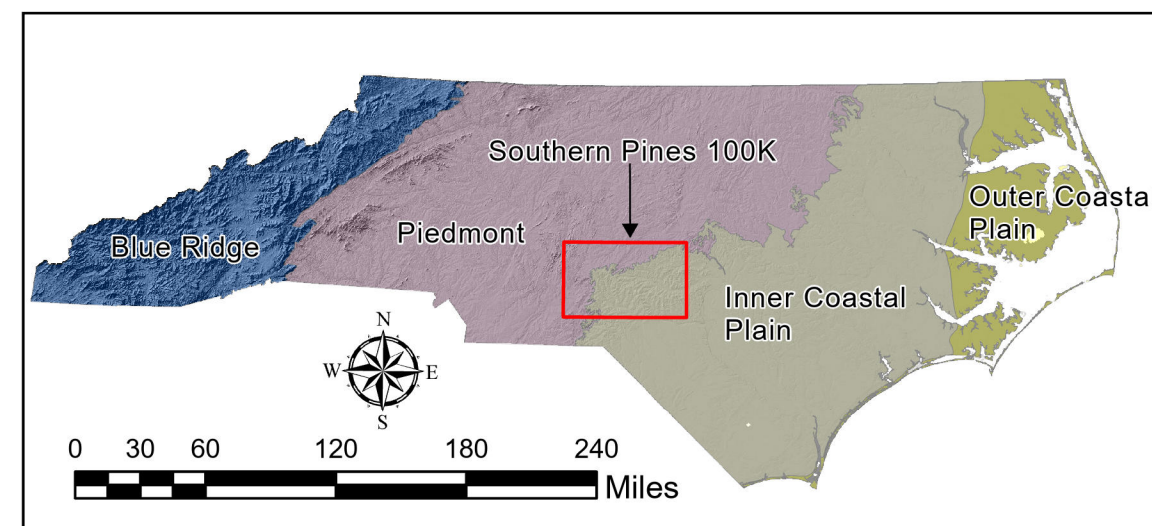 Southern Pines 100K
Blue Ridge
Piedmont
Outer Coasta
Plain
Inner Coastal
Plain
N
W E
S
0 30 60 120 180 240
Miles